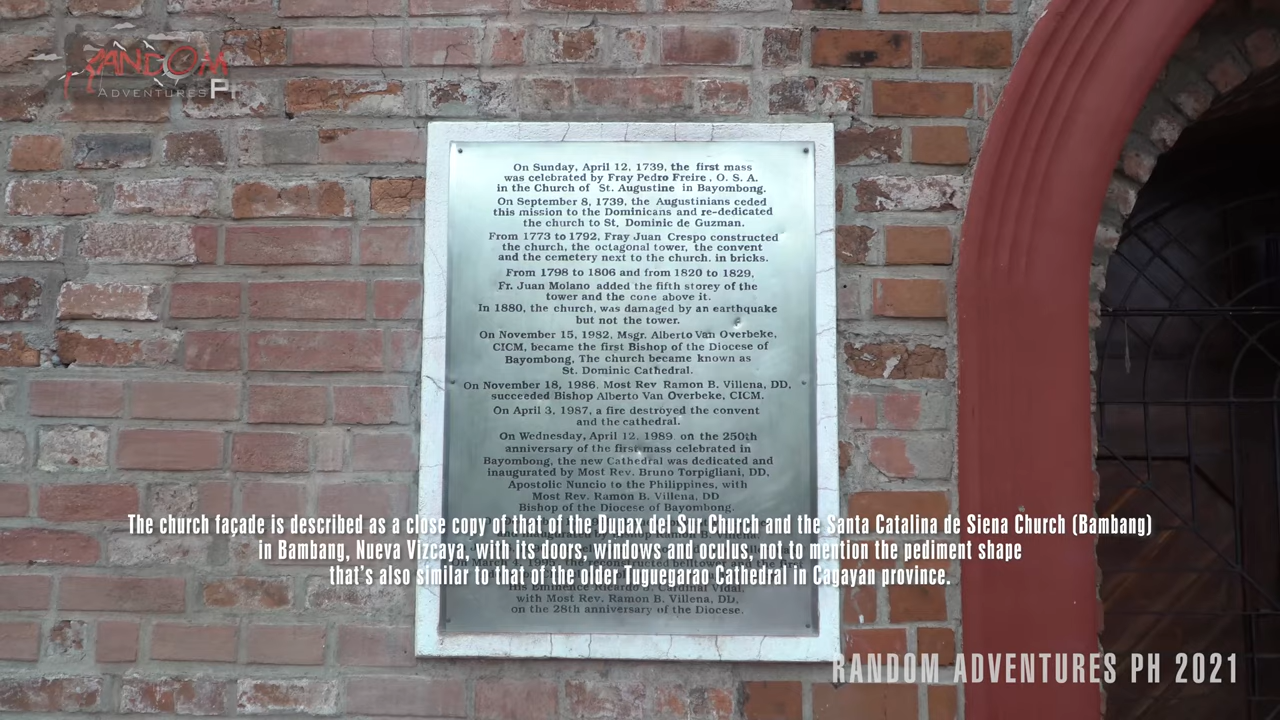 RANDOM
ADVENTURES PH
On Sunday, April 12, 1739, the first mass
was celebrated by Fray Pedro Freire, O. S. A.
in the Church of St. Augustine in Bayombong.
On September 8, 1739, the Augustinians ceded
this mission to the Dominicans and re-dedicated
the church to St, Dominic de Guzman.
From 1773 to 1792, Fray Juan Crespo constructed
the church, the octagonal tower, the convent
and the cemetery next to the church. in bricks.
From 1798 to 1806 and from 1820 to 1829,
Fr. Juan Molano added the fifth storey of the
tower and the cone above it.
In 1880, the church, was damaged by an earthquake
but not the tower.
On November 15, 1982, Msgr. Alberto Van Overbeke,
CICM, became the first Bishop of the Diocese of
Bayombong, The church became known as
St. Dominic Cathedral.
On November 18, 1986, Most Rev Ramon B. Villena, DD,
succeeded Bishop Alberto Van Overbeke, CICM.
On April 3, 1987, a fire destroyed the convent
and the cathedral.
On Wednesday, April 12, 1989 on the 250th
anniversary of the first mass celebrated in
Bayombong, the new Cathedral was dedicated and
inaugurated by Most Rev. Bruno Torpigliani, DD,
Apostolic Nuncio to the Philippines, with
Most Rev. Ramon B. Villena, DD
Bishop of the Diocese of Bayombong.
The church façade is described as a close copy of that of the Dupax del Sur Church and the Santa Catalina de Siena Church (Bambang)
in Bambang, Nueva Vizcaya, with its doors, windows and oculus, not to mention the pediment shape
that's also similar to that of the older Tuguegarao Cathedral in Cagayan province.
His Eminence Ricardo J. Cardinal Vidal,
with Most Rev. Ramon B. Villena, DD,
on the 28th anniversary of the Diocese.
RANDOM ADVENTURES PH 2021